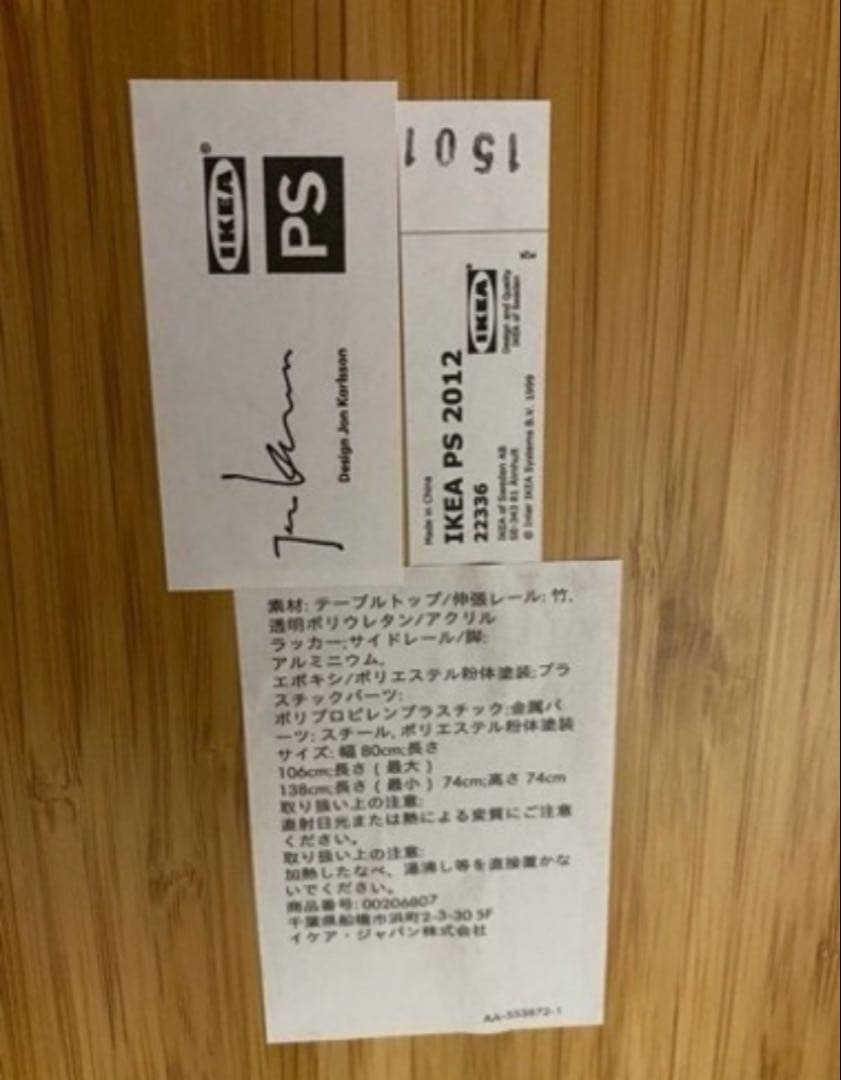 IKEA®
PS
Jon Karlsson
Design Jon Karlsson
1501
Made in China
IKEA PS 2012
22336
IKEA of Sweden AB
SE-343 81 Älmhult
© Inter IKEA Systems B.V. 1999
IKEA®
Design and Quality
IKEA of Sweden
素材: テーブルトップ/伸張レール: 竹,
透明ポリウレタン/アクリル
ラッカー;サイドレール/脚:
アルミニウム,
エポキシ/ポリエステル粉体塗装;プラ
スチックパーツ:
ポリプロピレンプラスチック;金属パ
ーツ: スチール, ポリエステル粉体塗装
サイズ: 幅 80cm;長さ
106cm;長さ ( 最大 )
138cm;長さ ( 最小 ) 74cm;高さ 74cm
取り扱い上の注意:
直射日光または熱による変質にご注意
ください。
取り扱い上の注意:
加熱したなべ、湯沸し等を直接置かな
いでください。
商品番号: 00206807
千葉県船橋市浜町2-3-30 5F
イケア・ジャパン株式会社
AA-553872-1